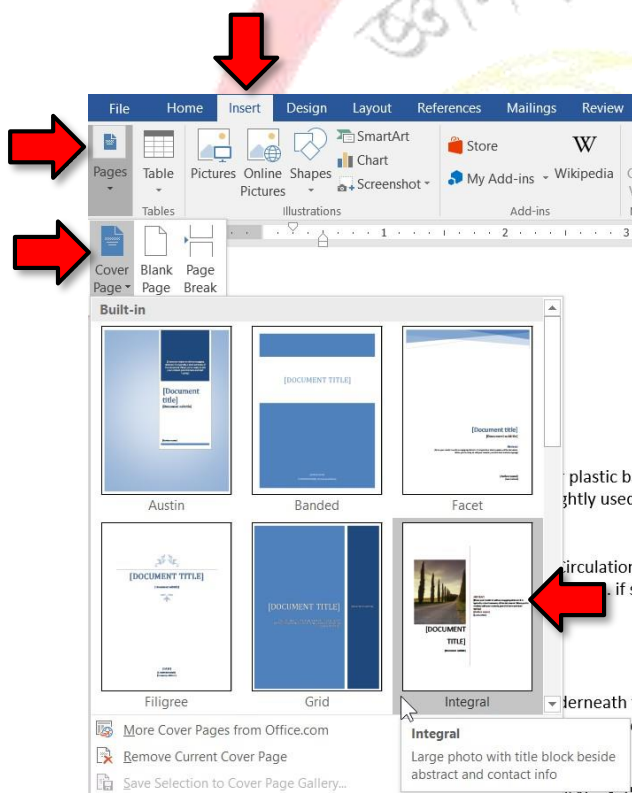 File Home Insert Design Layout References Mailings Review
Pages
Table
Pictures
Online Pictures
Shapes
SmartArt
Chart
Screenshot
Store
My Add-ins
W
Wikipedia
Tables Illustrations Add-ins
1 2 3
Cover Page
Blank Page
Page Break
Built-in
[Document title]
[DOCUMENT TITLE]
[Document title]
Austin Banded Facet
[DOCUMENT TITLE]
[DOCUMENT TITLE]
[DOCUMENT TITLE]
Filigree Grid Integral
plastic b
ghtly used
circulation
. if s
derneath
More Cover Pages from Office.com
Remove Current Cover Page
Save Selection to Cover Page Gallery...
Integral
Large photo with title block beside
abstract and contact info